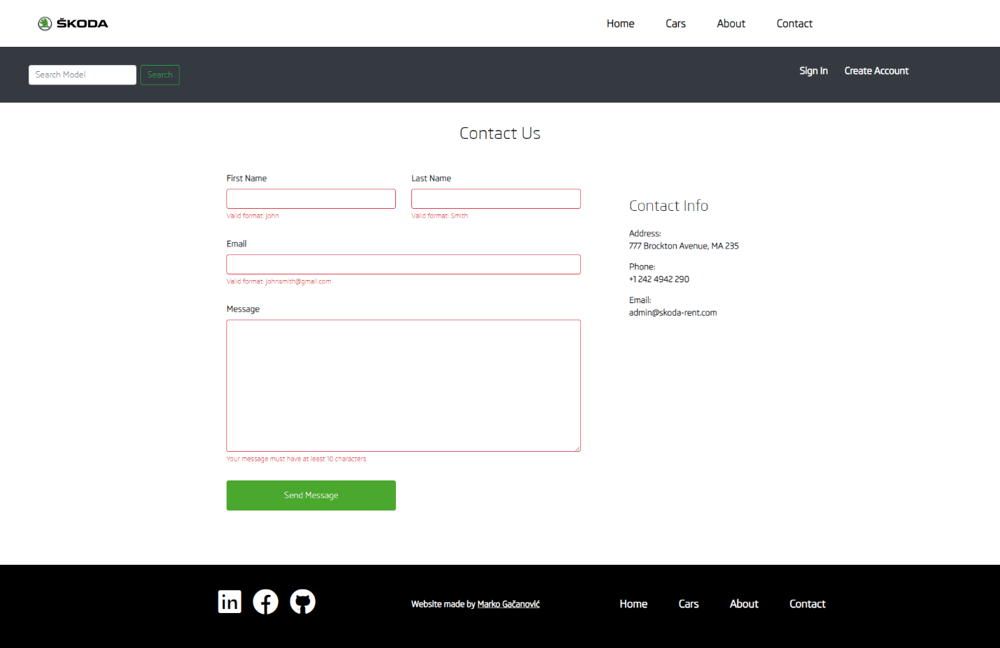 ŠKODA
Home Cars About Contact
Search Model Search
Sign In Create Account
Contact Us
First Name Last Name
Valid format: John Valid format: Smith
Email
Valid format: johnsmith@gmail.com
Message
Your message must have at least 10 characters
Send Message
Contact Info
Address:
777 Brockton Avenue, MA 235
Phone:
+1 242 4942 290
Email:
admin@skoda-rent.com
in
Website made by Marko Gačanović
Home Cars About Contact